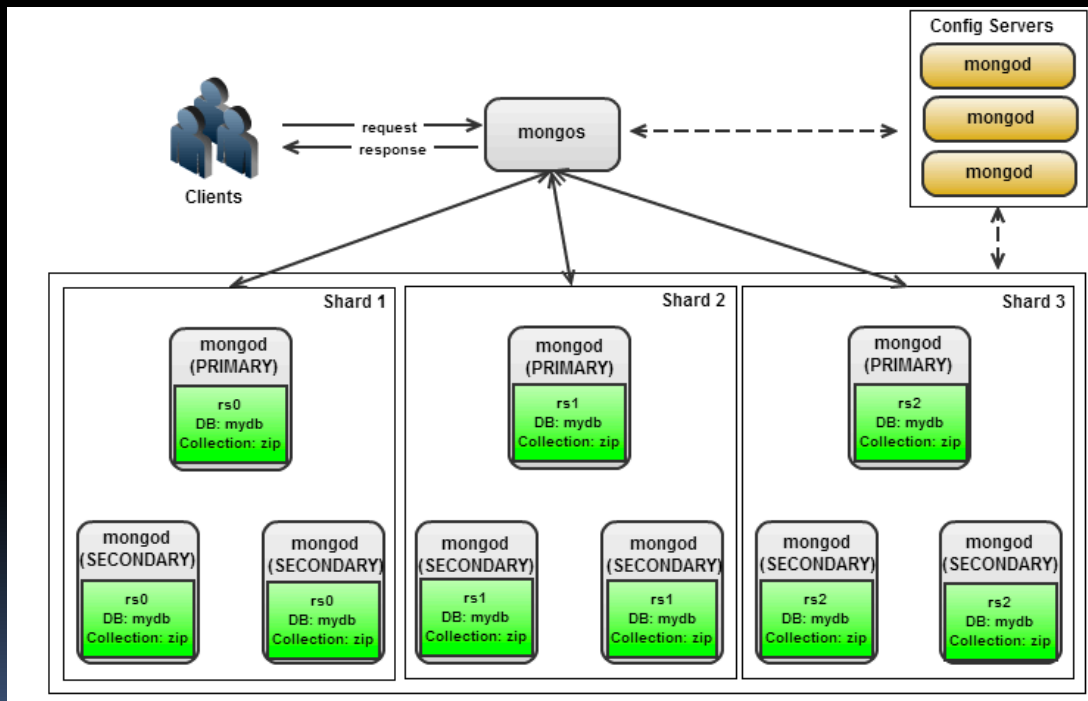 Config Servers
mongod
mongod
mongod
request
response
mongos
Clients
Shard 1
mongod
(PRIMARY)
rs0
DB: mydb
Collection: zip
mongod
(SECONDARY)
rs0
DB: mydb
Collection: zip
mongod
(SECONDARY)
rs0
DB: mydb
Collection: zip
Shard 2
mongod
(PRIMARY)
rs1
DB: mydb
Collection: zip
mongod
(SECONDARY)
rs1
DB: mydb
Collection: zip
mongod
(SECONDARY)
rs1
DB: mydb
Collection: zip
Shard 3
mongod
(PRIMARY)
rs2
DB: mydb
Collection: zip
mongod
(SECONDARY)
rs2
DB: mydb
Collection: zip
mongod
(SECONDARY)
rs2
DB: mydb
Collection: zip